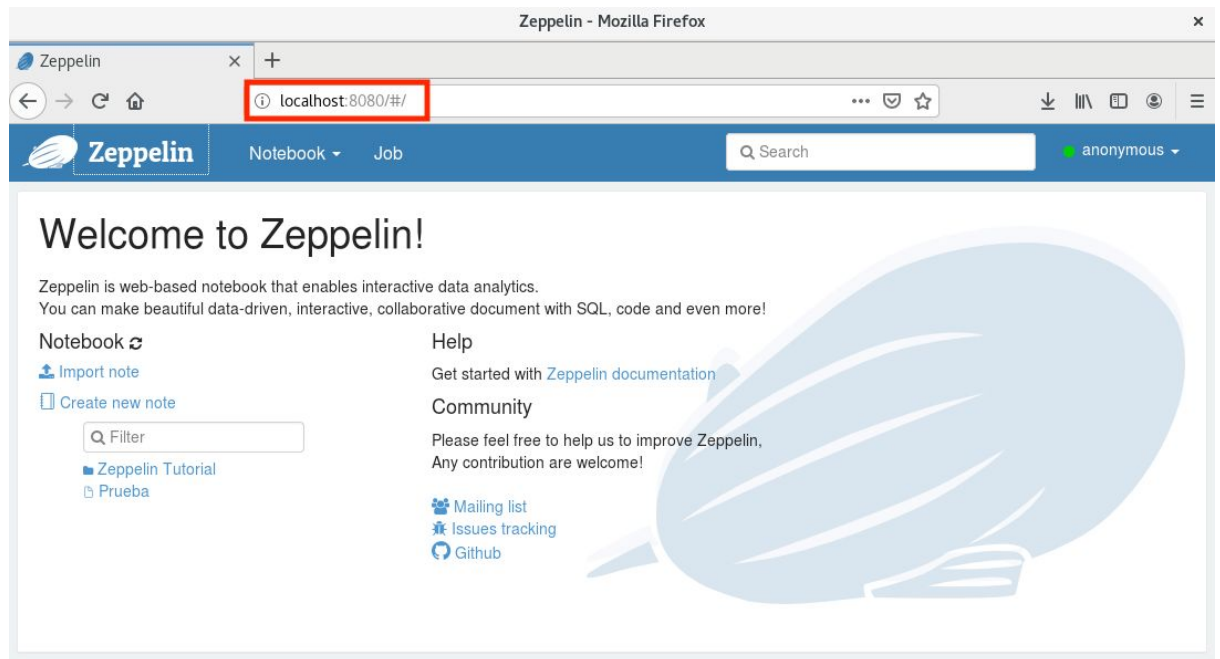 Zeppelin - Mozilla Firefox
Zeppelin
localhost:8080/#/
Zeppelin Notebook Job Search anonymous
Welcome to Zeppelin!
Zeppelin is web-based notebook that enables interactive data analytics.
You can make beautiful data-driven, interactive, collaborative document with SQL, code and even more!
Notebook
Import note
Create new note
Filter
Zeppelin Tutorial
Prueba
Help
Get started with Zeppelin documentation
Community
Please feel free to help us to improve Zeppelin,
Any contribution are welcome!
Mailing list
Issues tracking
Github